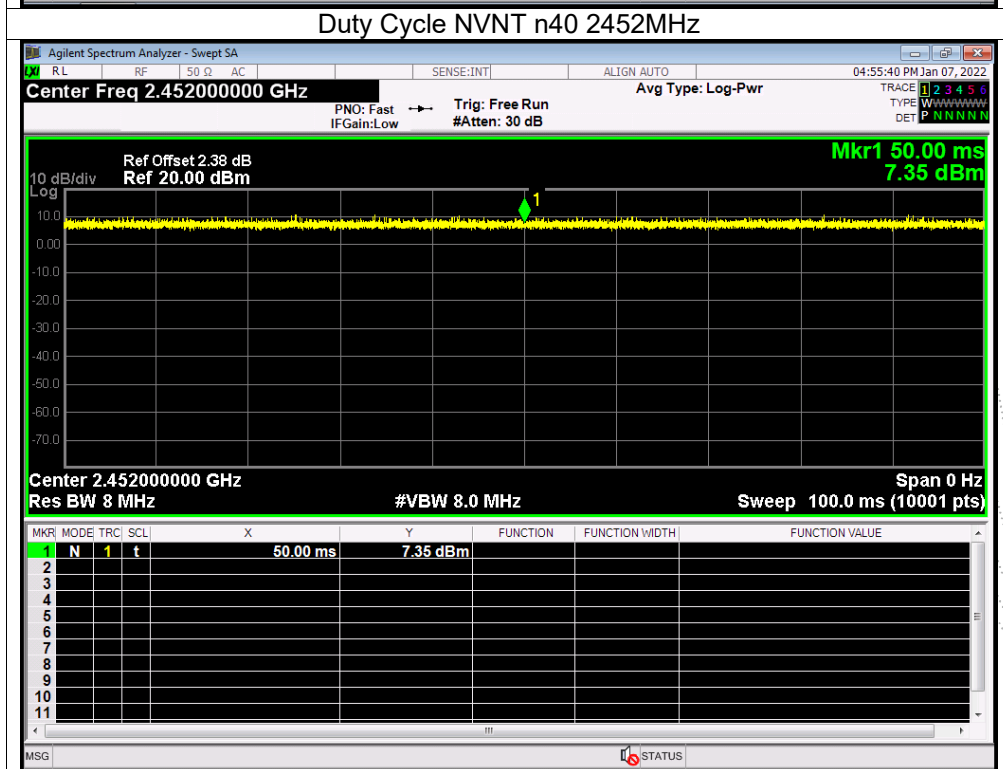 Duty Cycle NVNT n40 2452MHz
Agilent Spectrum Analyzer - Swept SA
LXI RL RF 50 Ω AC SENSE:INT ALIGN AUTO 04:55:40 PM Jan 07, 2022
Center Freq 2.452000000 GHz Avg Type: Log-Pwr TRACE 1 2 3 4 5 6
PNO: Fast Trig: Free Run TYPE WWWWWW
IFGain:Low #Atten: 30 dB DET P N N N N N
Mkr1 50.00 ms
Ref Offset 2.38 dB
10 dB/div Ref 20.00 dBm 7.35 dBm
Log
1
10.0
0.00
-10.0
-20.0
-30.0
-40.0
-50.0
-60.0
-70.0
Center 2.452000000 GHz Span 0 Hz
Res BW 8 MHz #VBW 8.0 MHz Sweep 100.0 ms (10001 pts)
MKR MODE TRC SCL X Y FUNCTION FUNCTION WIDTH FUNCTION VALUE
1 N 1 t 50.00 ms 7.35 dBm
2
3
4
5
6
7
8
9
10
11
MSG STATUS